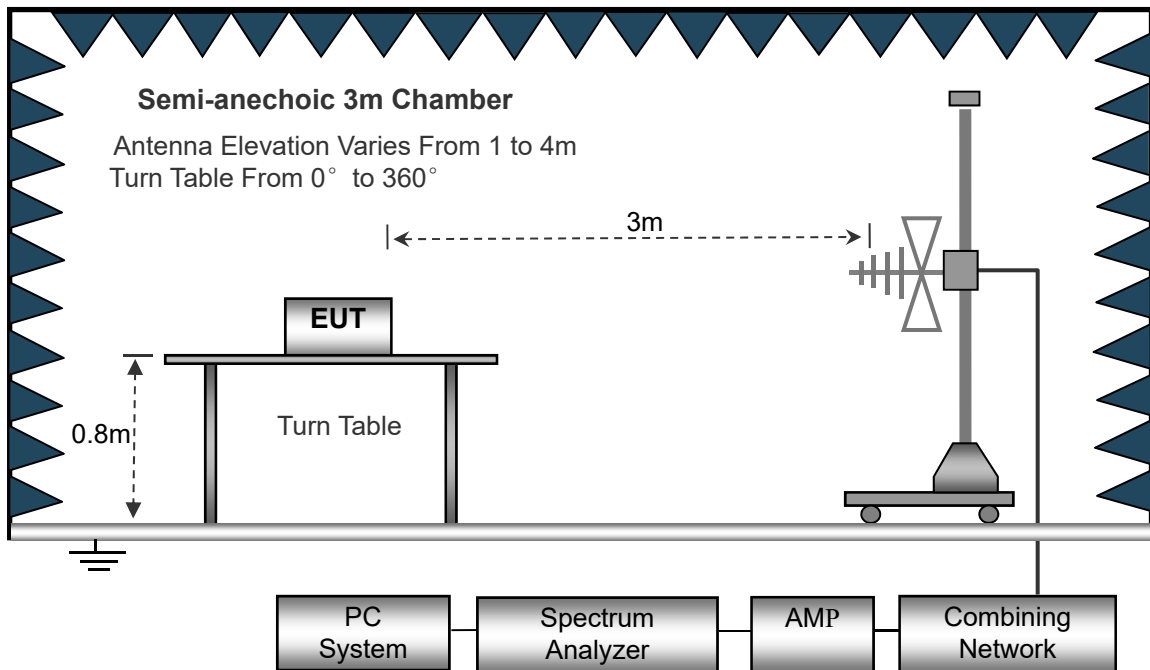 Semi-anechoic 3m Chamber
Antenna Elevation Varies From 1 to 4m
Turn Table From 0° to 360°
3m
EUT
0.8m
Turn Table
PC
System
Spectrum
Analyzer
AMP
Combining
Network